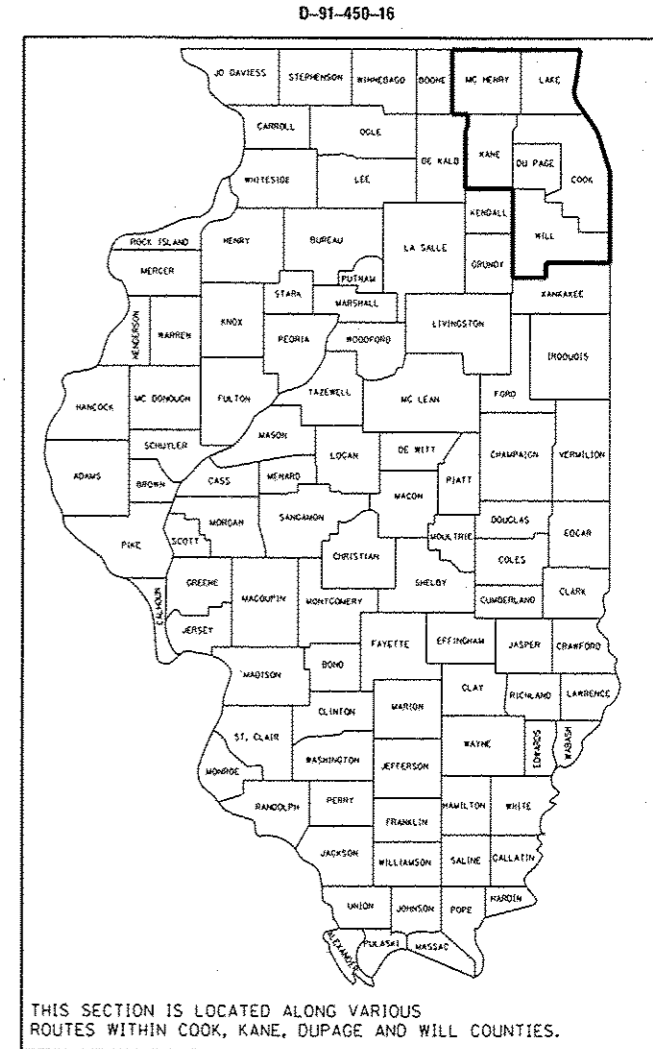 D-91-450-16
JO DAVIESS STEPHENSON WINNEBAGO BOONE MC HENRY LAKE
CARROLL OGLE
DE KALB KANE DU PAGE COOK
WHITESIDE LEE
KENDALL WILL
ROCK ISLAND HENRY BUREAU LA SALLE GRUNDY
MERCER PUTNAM KANKAKEE
STARK MARSHALL
HENDERSON WARREN KNOX PEORIA WOODFORD LIVINGSTON IROQUOIS
HANCOCK MC DONOUGH FULTON TAZEWELL MC LEAN FORD
SCHUYLER MASON LOGAN DE WITT CHAMPAIGN VERMILION
ADAMS BROWN CASS MENARD PIATT
MACON
PIKE SCOTT MORGAN SANGAMON MOULTRIE DOUGLAS EDGAR
CHRISTIAN COLES
GREENE SHELBY
CALHOUN MACOUPIN MONTGOMERY CUMBERLAND CLARK
JERSEY FAYETTE EFFINGHAM JASPER CRAWFORD
MADISON BOND
CLAY RICHLAND LAWRENCE
CLINTON MARION
ST. CLAIR WAYNE EDWARDS WABASH
WASHINGTON JEFFERSON
MONROE
RANDOLPH PERRY HAMILTON WHITE
FRANKLIN
JACKSON WILLIAMSON SALINE GALLATIN
UNION JOHNSON POPE HARDIN
ALEXANDER PULASKI MASSAC
THIS SECTION IS LOCATED ALONG VARIOUS
ROUTES WITHIN COOK, KANE, DUPAGE AND WILL COUNTIES.